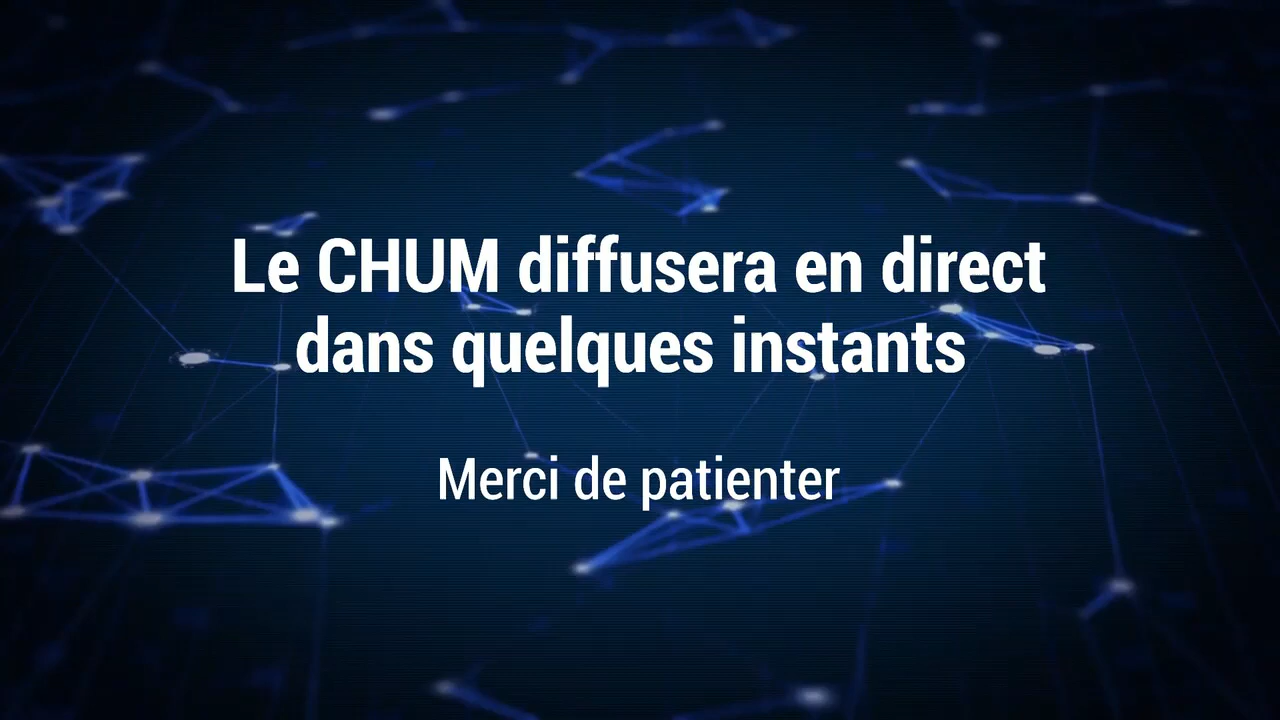 Le CHUM diffusera en direct
dans quelques instants
Merci de patienter